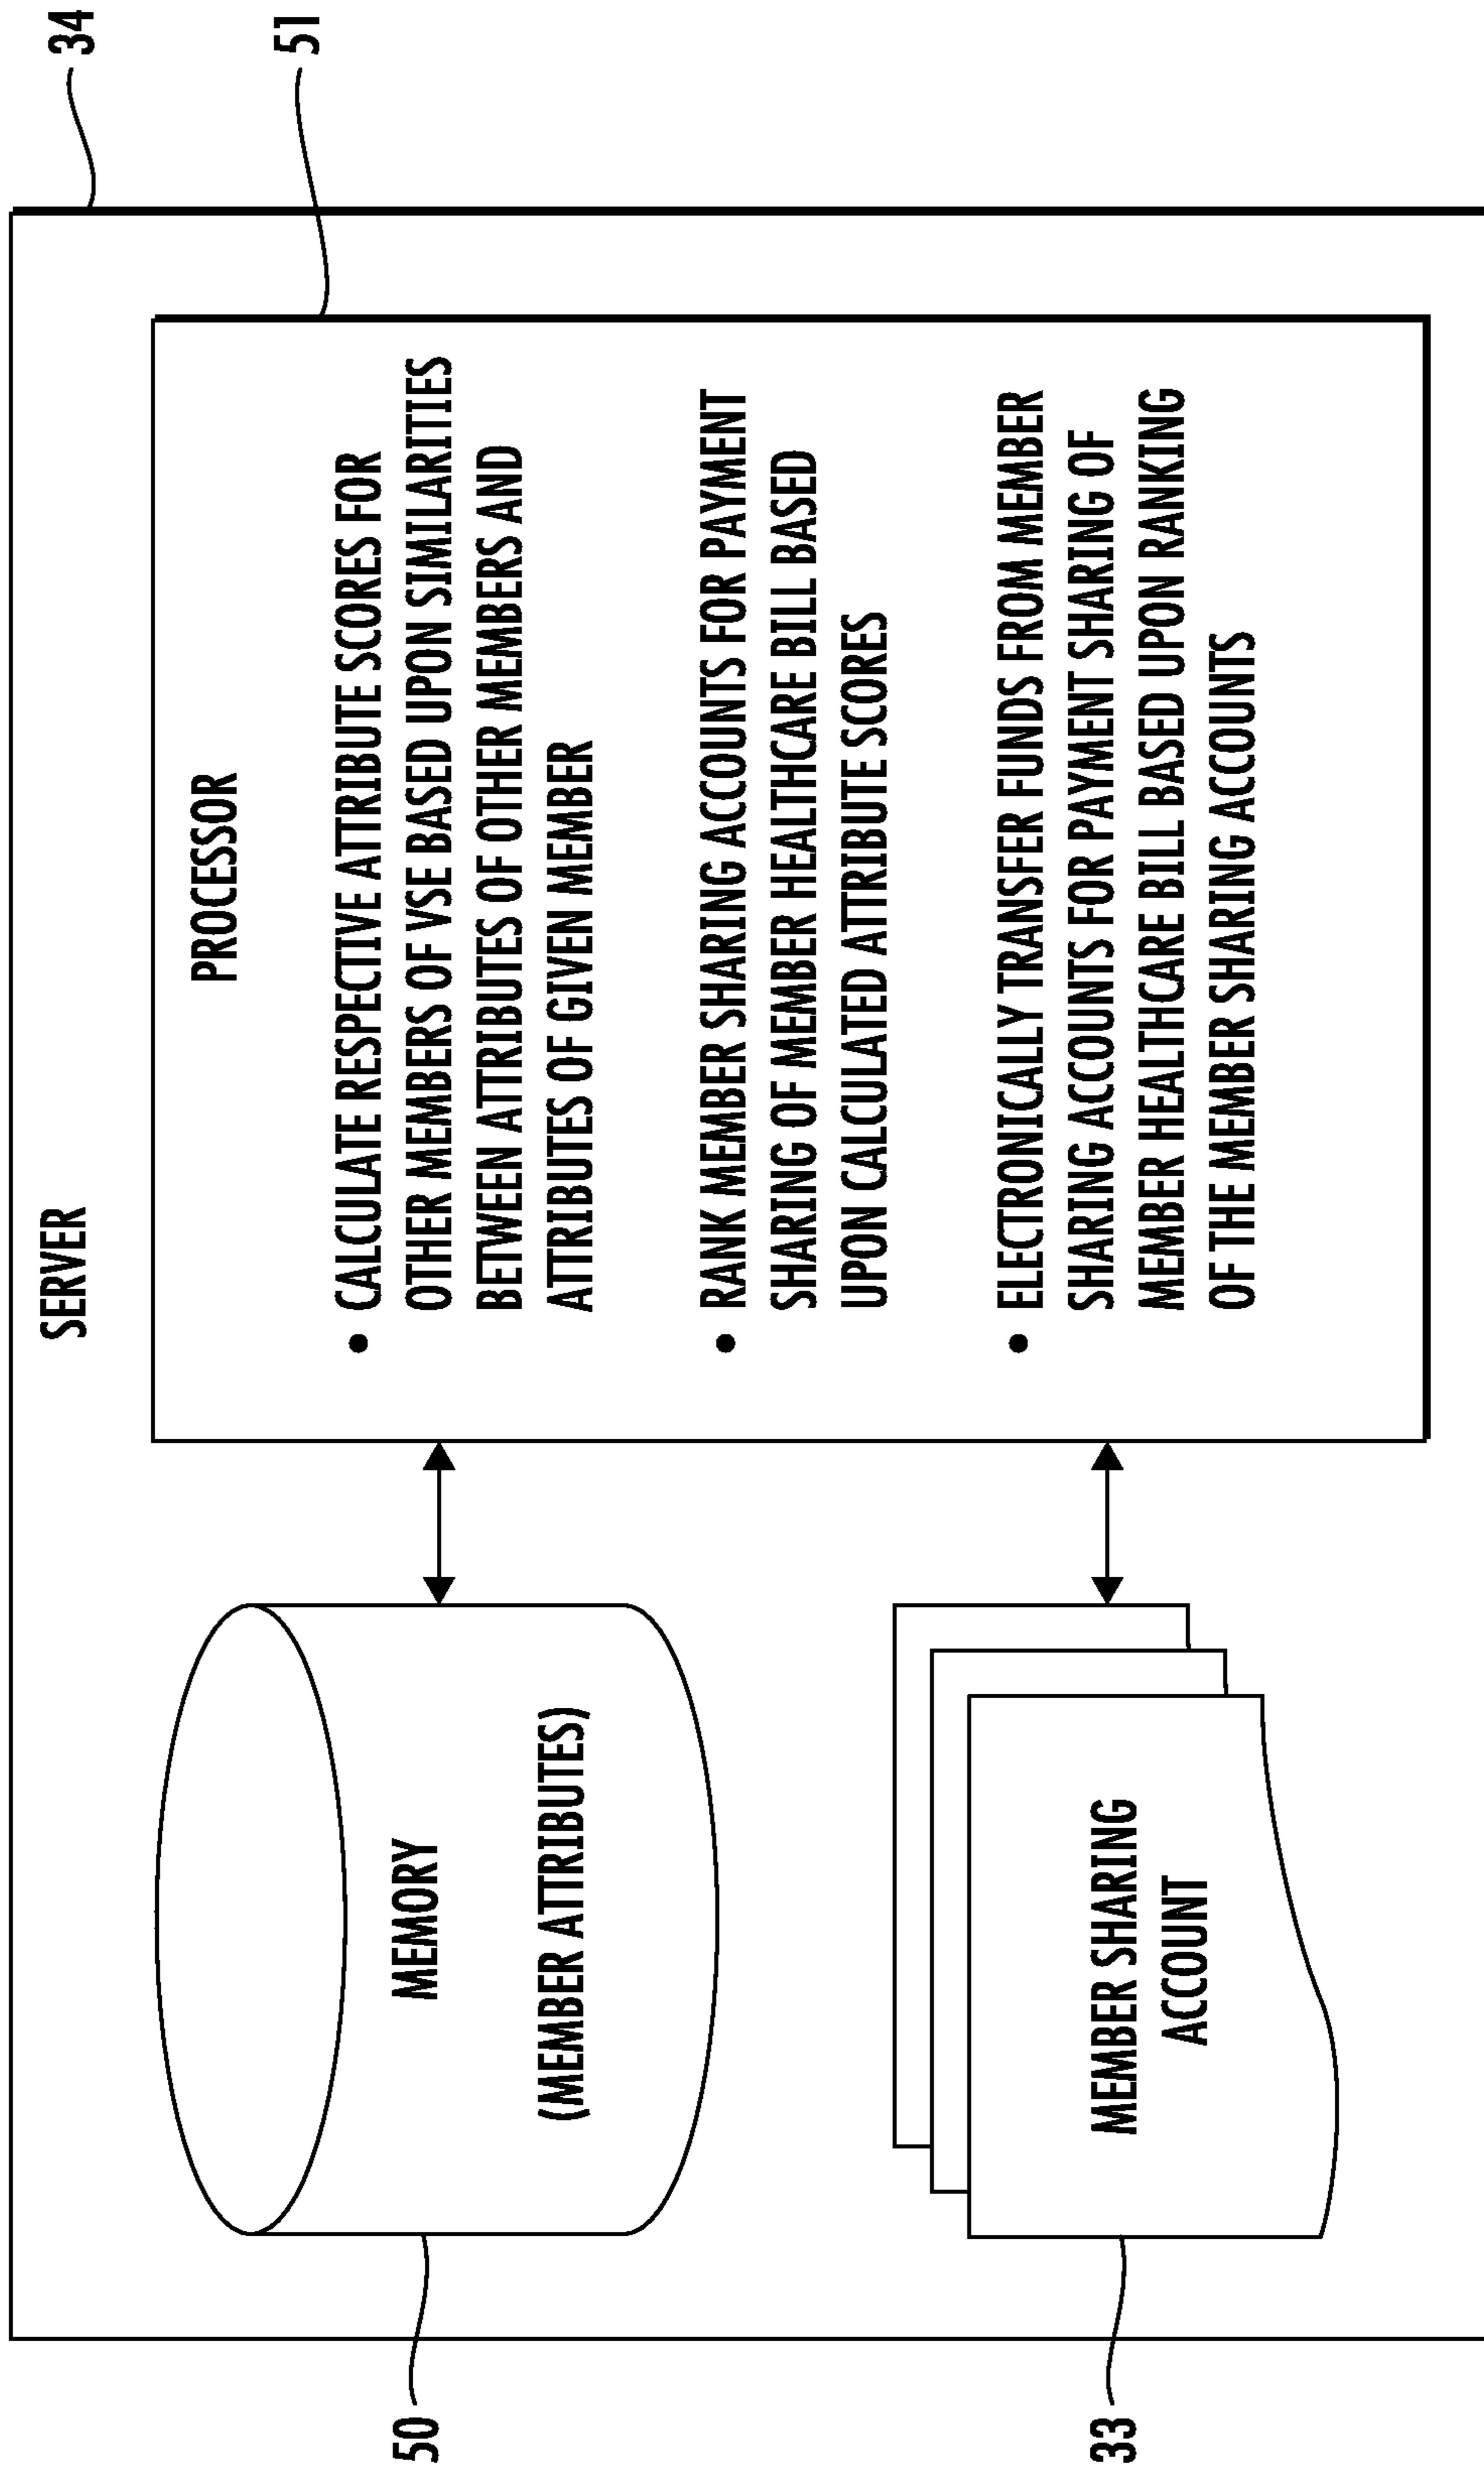 SERVER
34
51
PROCESSOR
• CALCULATE RESPECTIVE ATTRIBUTE SCORES FOR
OTHER MEMBERS OF VSE BASED UPON SIMILARITIES
BETWEEN ATTRIBUTES OF OTHER MEMBERS AND
ATTRIBUTES OF GIVEN MEMBER
• RANK MEMBER SHARING ACCOUNTS FOR PAYMENT
SHARING OF MEMBER HEALTHCARE BILL BASED
UPON CALCULATED ATTRIBUTE SCORES
• ELECTRONICALLY TRANSFER FUNDS FROM MEMBER
SHARING ACCOUNTS FOR PAYMENT SHARING OF
MEMBER HEALTHCARE BILL BASED UPON RANKING
OF THE MEMBER SHARING ACCOUNTS
50
MEMORY
(MEMBER ATTRIBUTES)
33
MEMBER SHARING
ACCOUNT